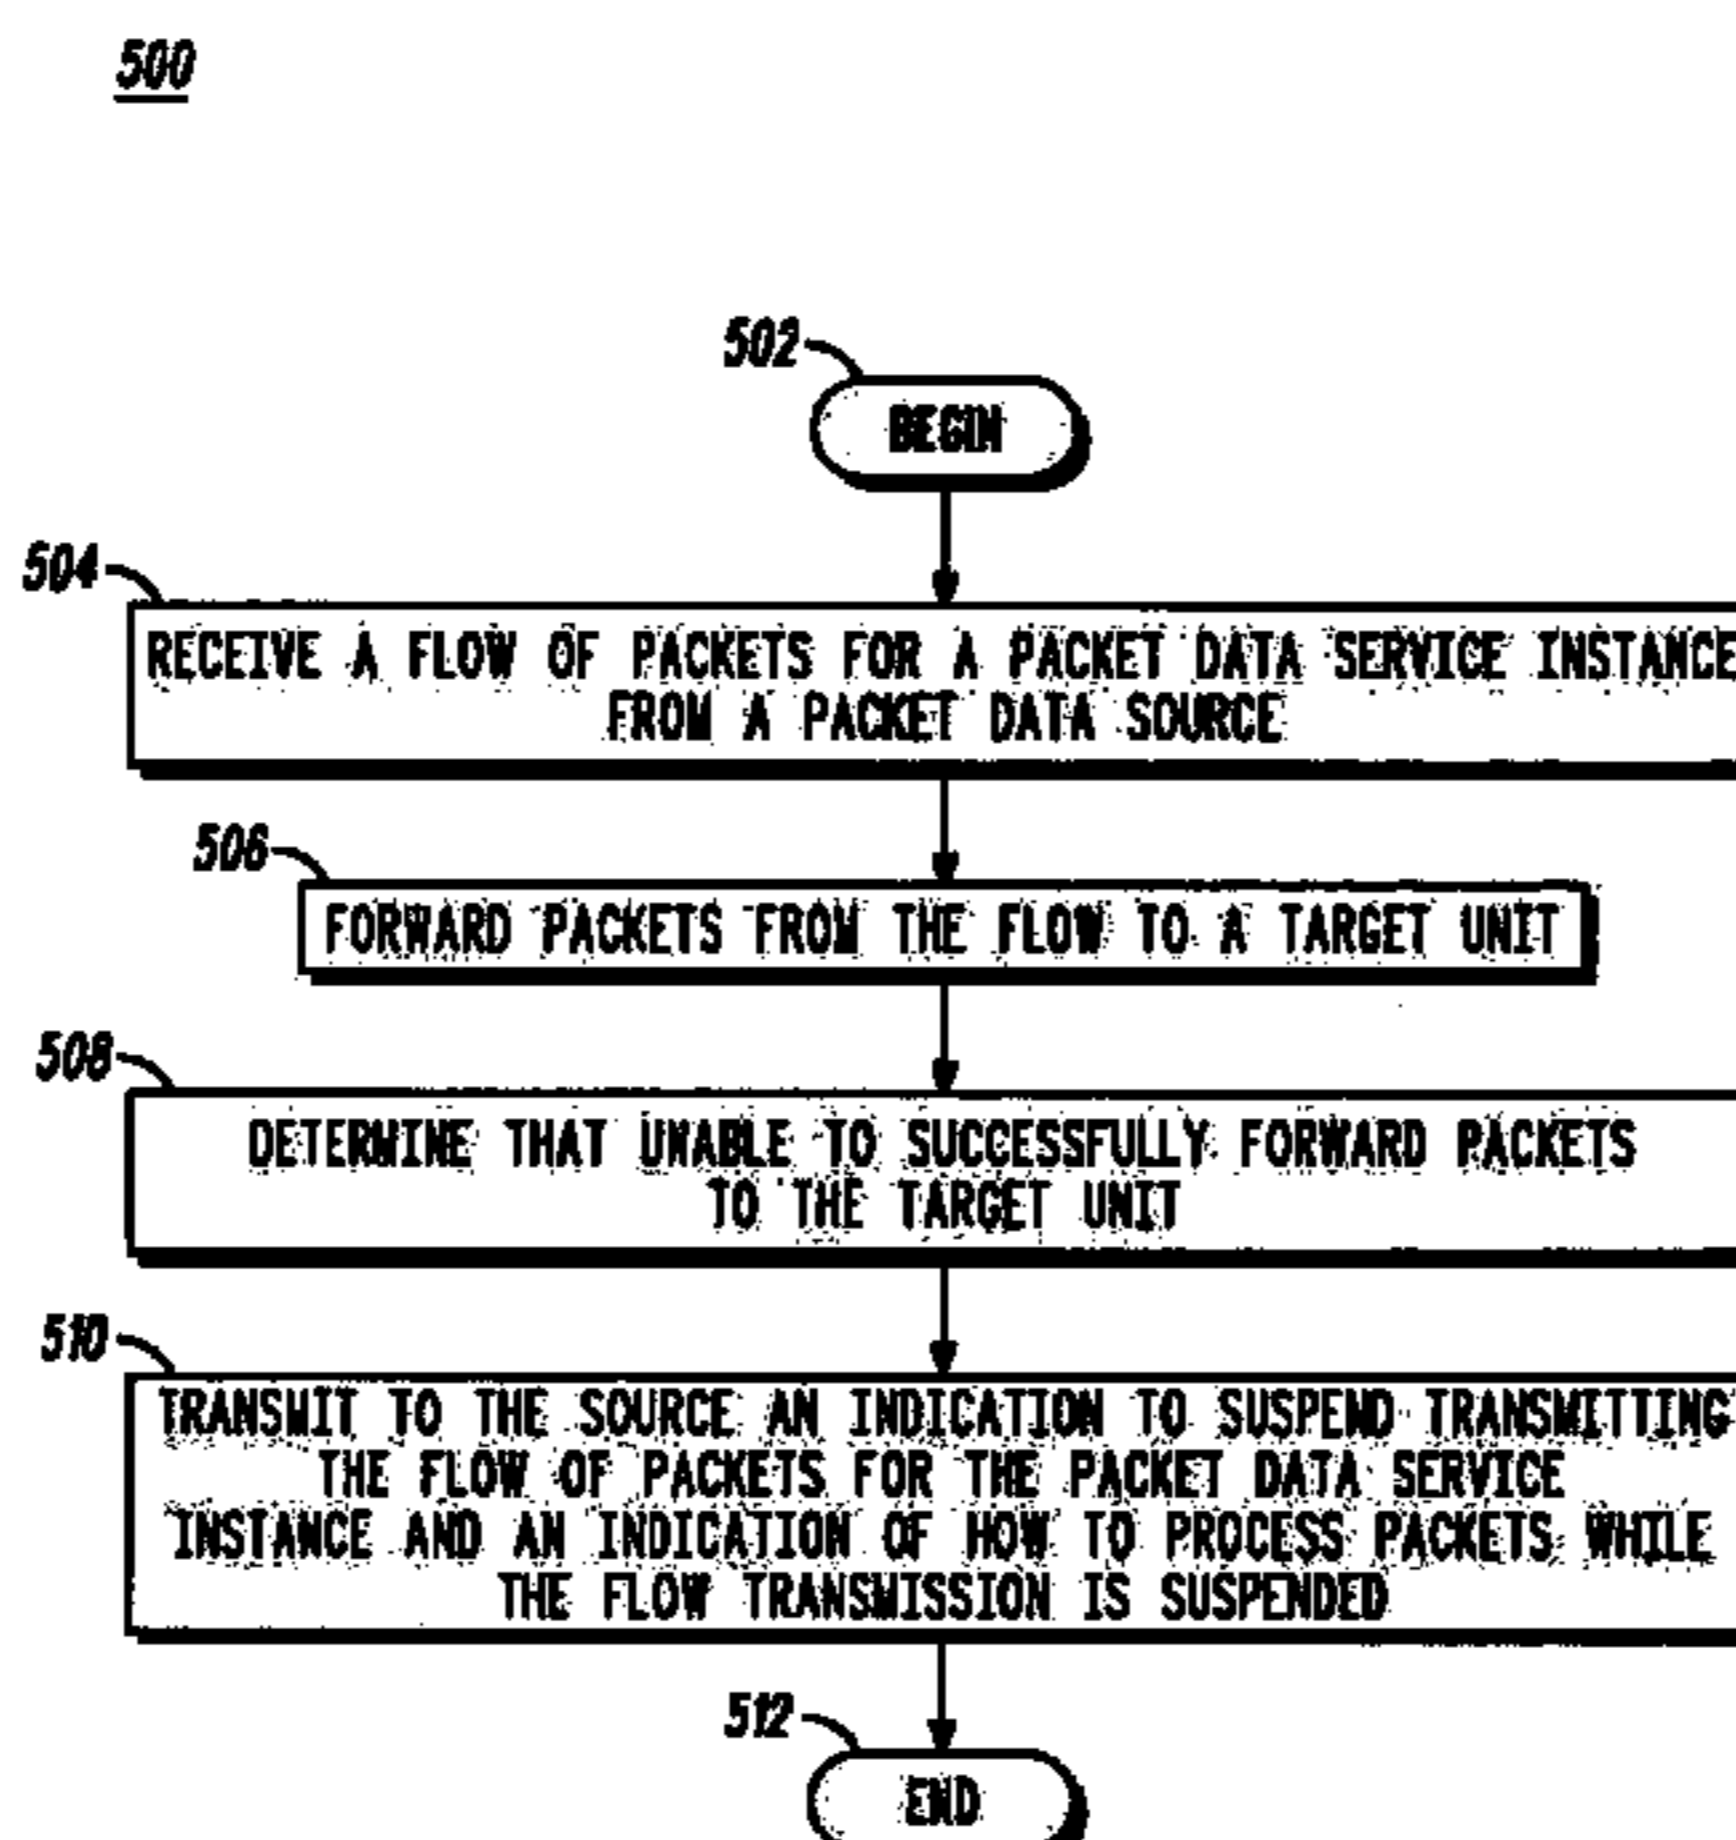 500
502
BEGIN
504
RECEIVE A FLOW OF PACKETS FOR A PACKET DATA SERVICE INSTANCE
FROM A PACKET DATA SOURCE
506
FORWARD PACKETS FROM THE FLOW TO A TARGET UNIT
508
DETERMINE THAT UNABLE TO SUCCESSFULLY FORWARD PACKETS
TO THE TARGET UNIT
510
TRANSMIT TO THE SOURCE AN INDICATION TO SUSPEND TRANSMITTING
THE FLOW OF PACKETS FOR THE PACKET DATA SERVICE
INSTANCE AND AN INDICATION OF HOW TO PROCESS PACKETS WHILE
THE FLOW TRANSMISSION IS SUSPENDED
512
END